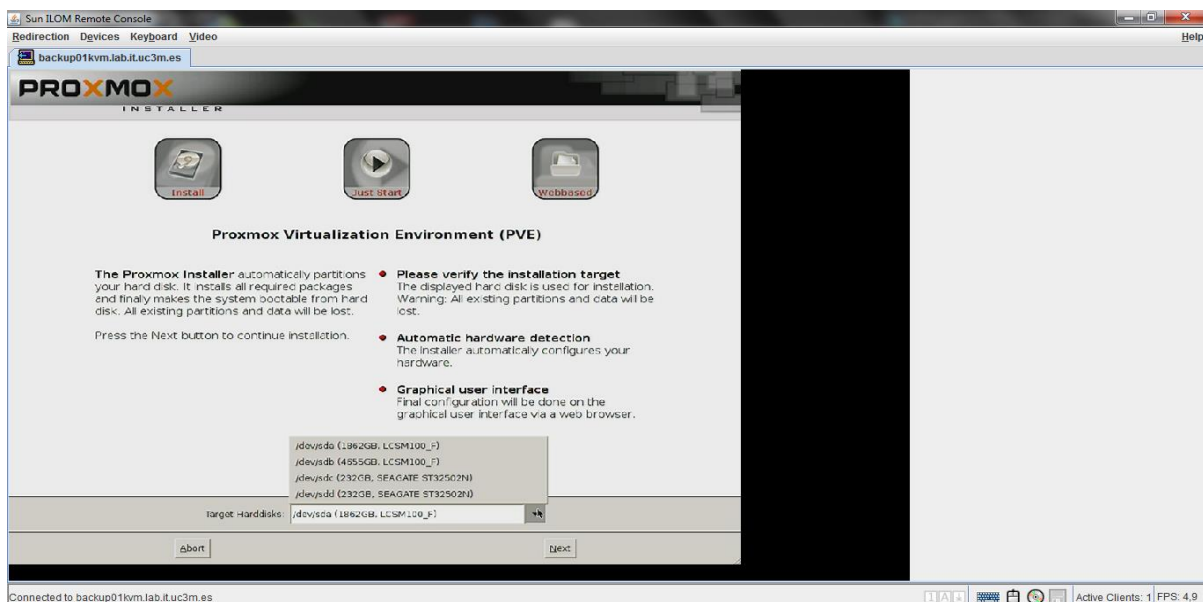 Sun ILOM Remote Console
Redirection Devices Keyboard Video Help
backup01kvm.lab.it.uc3m.es
PROXMOX
INSTALLER
Install
Just Start
Webbased
Proxmox Virtualization Environment (PVE)
The Proxmox Installer automatically partitions
your hard disk. It installs all required packages
and finally makes the system bootable from hard
disk. All existing partitions and data will be lost.
Press the Next button to continue installation.
Please verify the installation target
The displayed hard disk is used for installation.
Warning: All existing partitions and data will be
lost.
Automatic hardware detection
The installer automatically configures your
hardware.
Graphical user interface
Final configuration will be done on the
graphical user interface via a web browser.
/dev/sda (1862GB, LCSM100_F)
/dev/sdb (4655GB, LCSM100_F)
/dev/sdc (232GB, SEAGATE ST32502N)
/dev/sdd (232GB, SEAGATE ST32502N)
Target Harddisks: /dev/sda (1862GB, LCSM100_F)
Abort Next
Connected to backup01kvm.lab.it.uc3m.es 1 A Active Clients: 1 FPS: 4,9